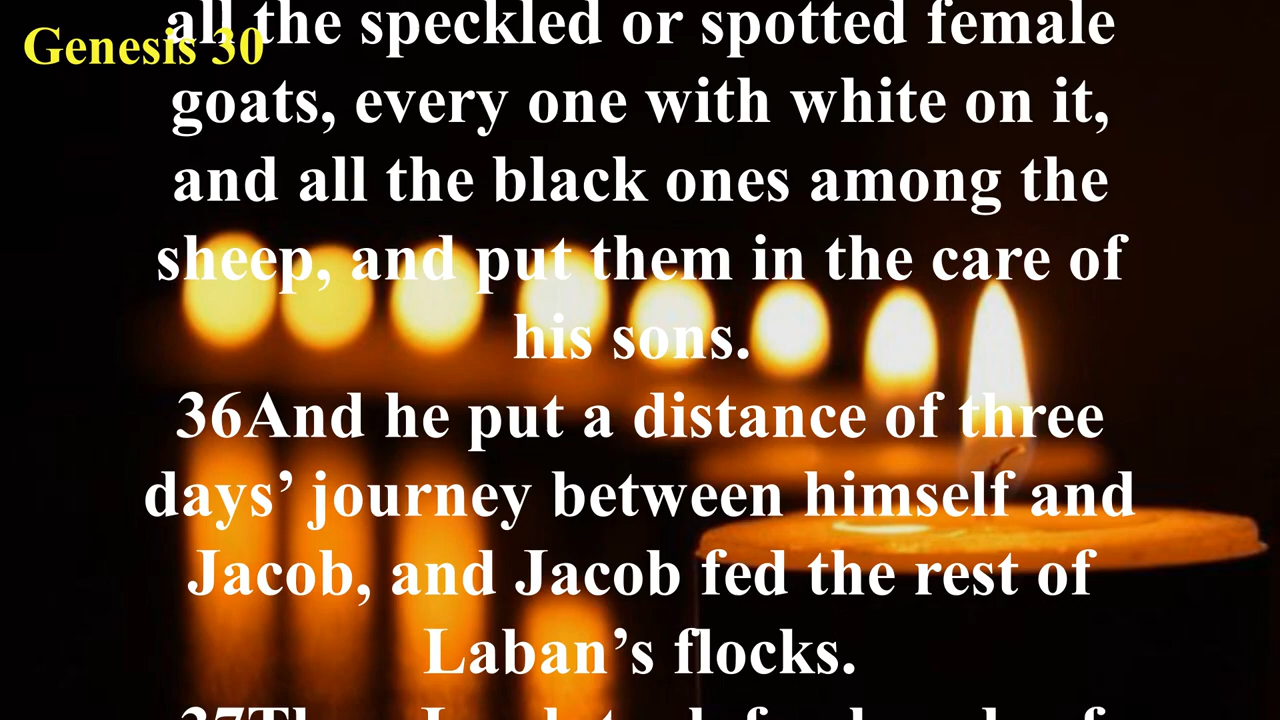 Genesis 30
all the speckled or spotted female
goats, every one with white on it,
and all the black ones among the
sheep, and put them in the care of
his sons.
36And he put a distance of three
days’ journey between himself and
Jacob, and Jacob fed the rest of
Laban’s flocks.